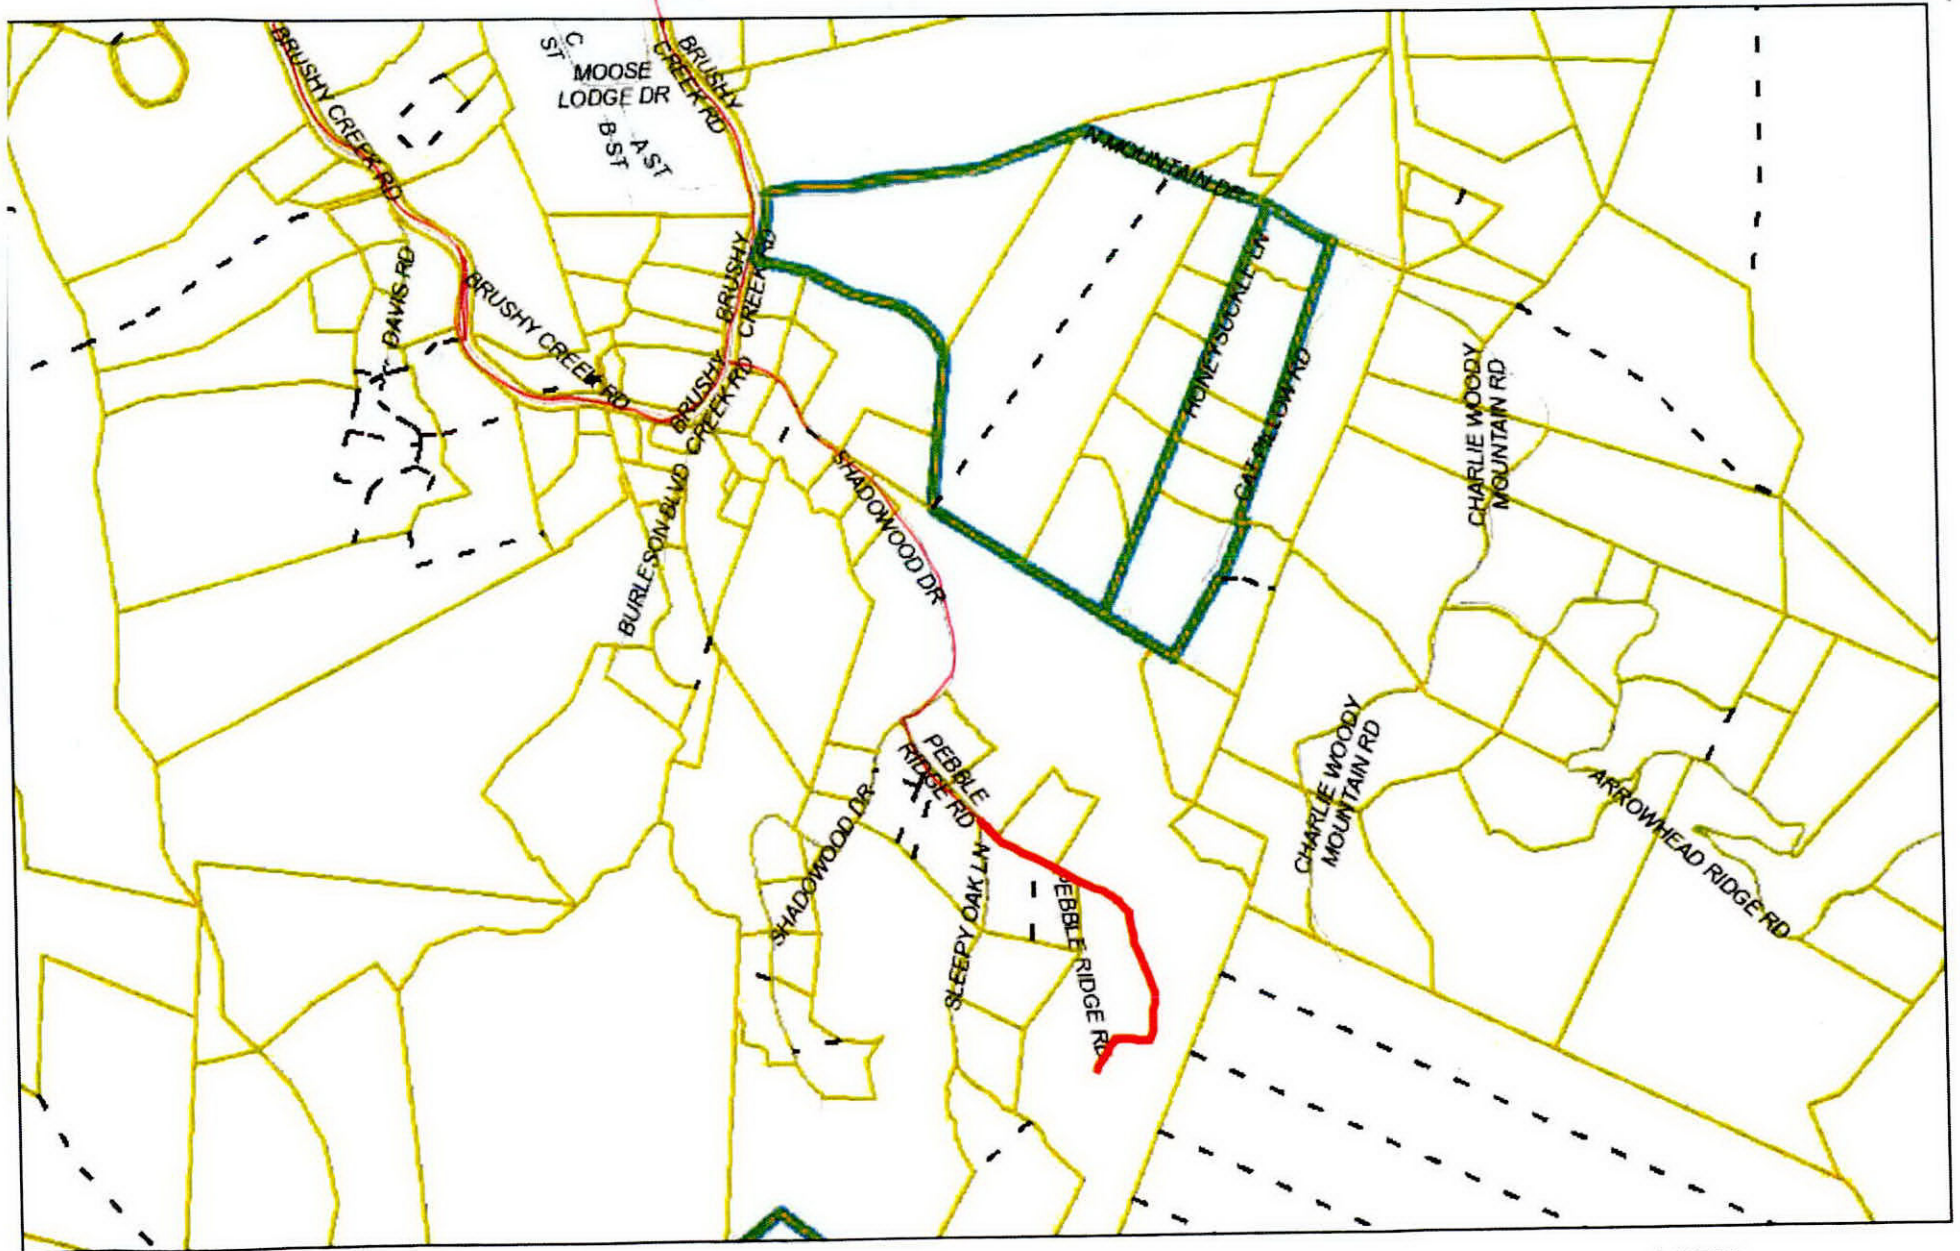 BRUSHY CREEK RD
C
ST
MOOSE
LODGE DR
B ST
A ST
BRUSHY
CREEK RD
N MOUNTAIN DR
DAVIS RD
BRUSHY CREEK RD
BRUSHY
CREEK RD
HONEYSUCKLE LN
CATCALLOW RD
BRUSHY
CREEK RD
CHARLIE WOODY
MOUNTAIN RD
BURLESON BLVD
SHADOWOOD DR
PEBBLE
RIDGE RD
CHARLIE WOODY
MOUNTAIN RD
SHADOWOOD DR
ARROWHEAD RIDGE RD
SLEEPY OAK LN
PEBBLE RIDGE RD